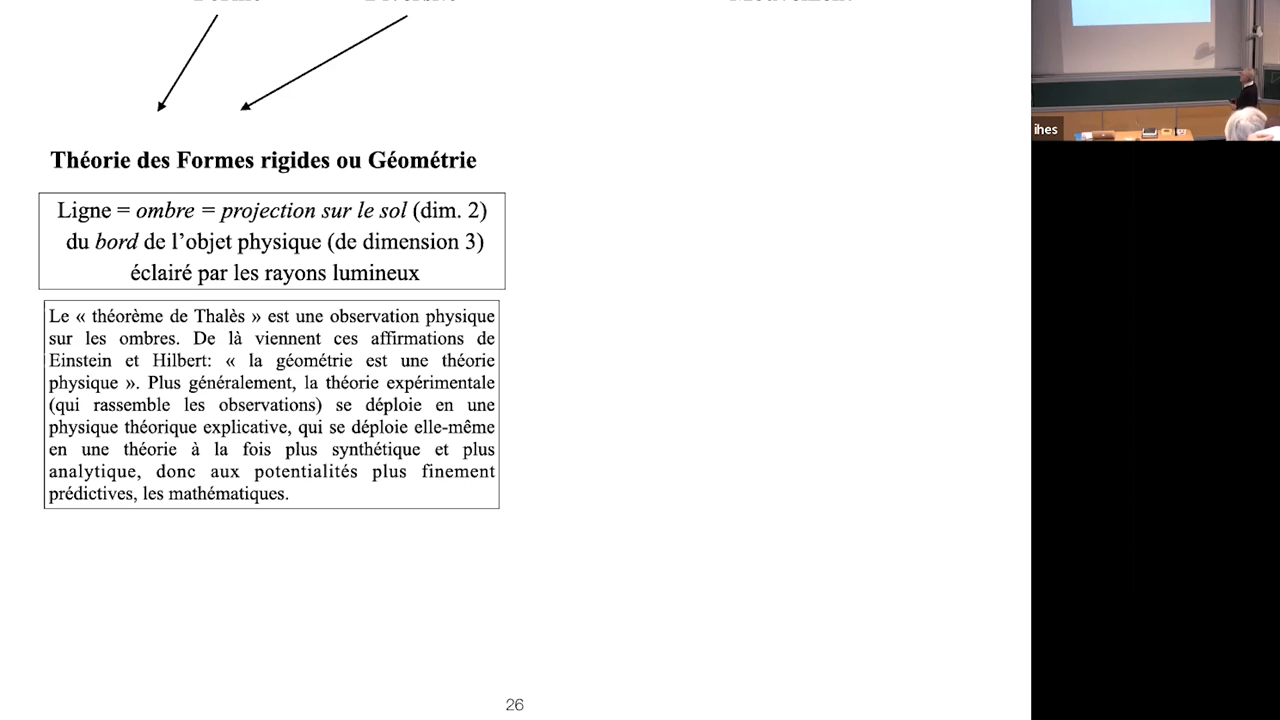 Théorie des Formes rigides ou Géométrie
Ligne = ombre = projection sur le sol (dim. 2)
du bord de l'objet physique (de dimension 3)
éclairé par les rayons lumineux
Le « théorème de Thalès » est une observation physique
sur les ombres. De là viennent ces affirmations de
Einstein et Hilbert: « la géométrie est une théorie
physique ». Plus généralement, la théorie expérimentale
(qui rassemble les observations) se déploie en une
physique théorique explicative, qui se déploie elle-même
en une théorie à la fois plus synthétique et plus
analytique, donc aux potentialités plus finement
prédictives, les mathématiques.
26
ihes